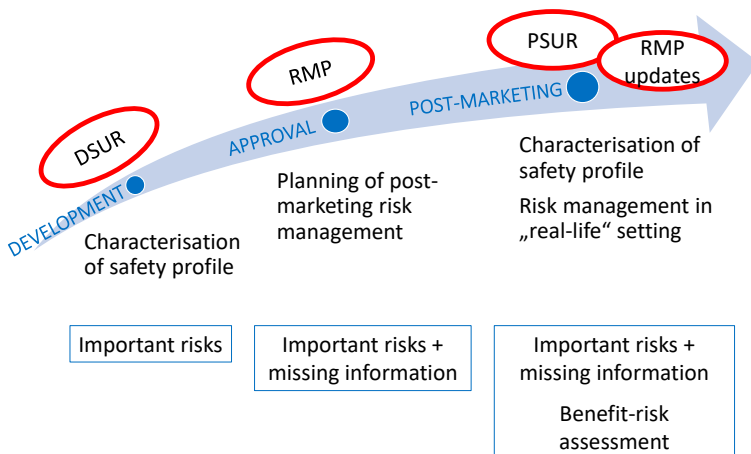 PSUR
RMP
updates
RMP
DSUR
POST-MARKETING
APPROVAL
DEVELOPMENT
Characterisation
of safety profile
Planning of post-
marketing risk
management
Characterisation of
safety profile
Risk management in
„real-life“ setting
Important risks
Important risks +
missing information
Important risks +
missing information
Benefit-risk
assessment